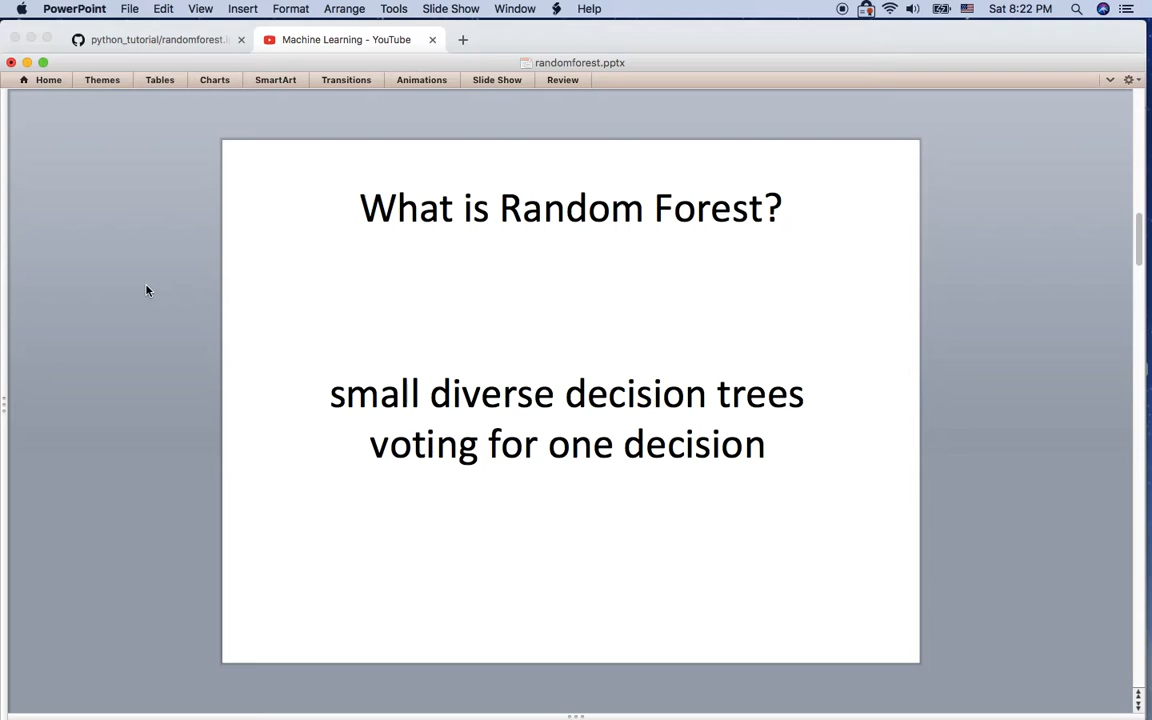 PowerPoint File Edit View Insert Format Arrange Tools Slide Show Window Help Sat 8:22 PM
python_tutorial/randomforest.i Machine Learning - YouTube
randomforest.pptx
Home Themes Tables Charts SmartArt Transitions Animations Slide Show Review
What is Random Forest?
small diverse decision trees
voting for one decision